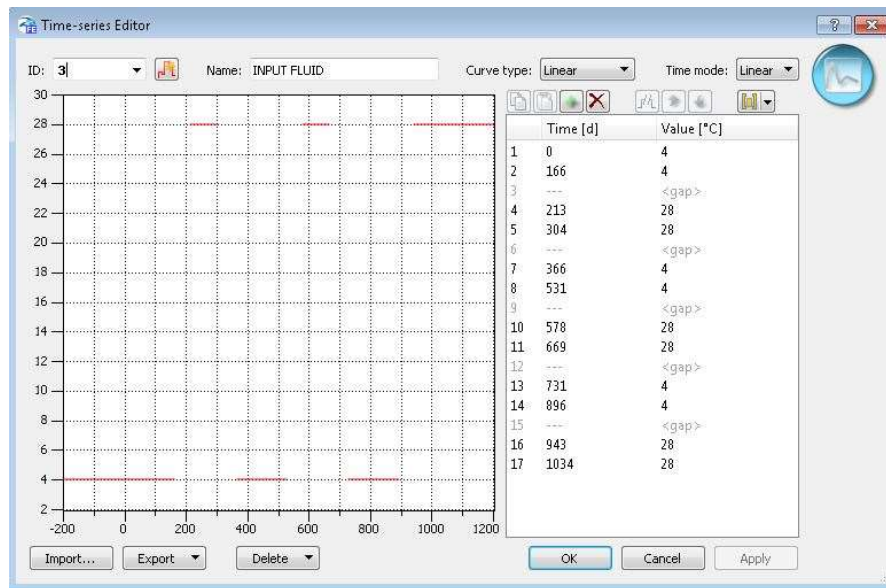 Time-series Editor
ID: 3 Name: INPUT FLUID Curve type: Linear Time mode: Linear
30
28
26
24
22
20
18
16
14
12
10
8
6
4
2
-200 0 200 400 600 800 1000 1200
Time [d] Value [°C]
1 0 4
2 166 4
3 --- <gap>
4 213 28
5 304 28
6 --- <gap>
7 366 4
8 531 4
9 --- <gap>
10 578 28
11 669 28
12 --- <gap>
13 731 4
14 896 4
15 --- <gap>
16 943 28
17 1034 28
Import... Export Delete OK Cancel Apply